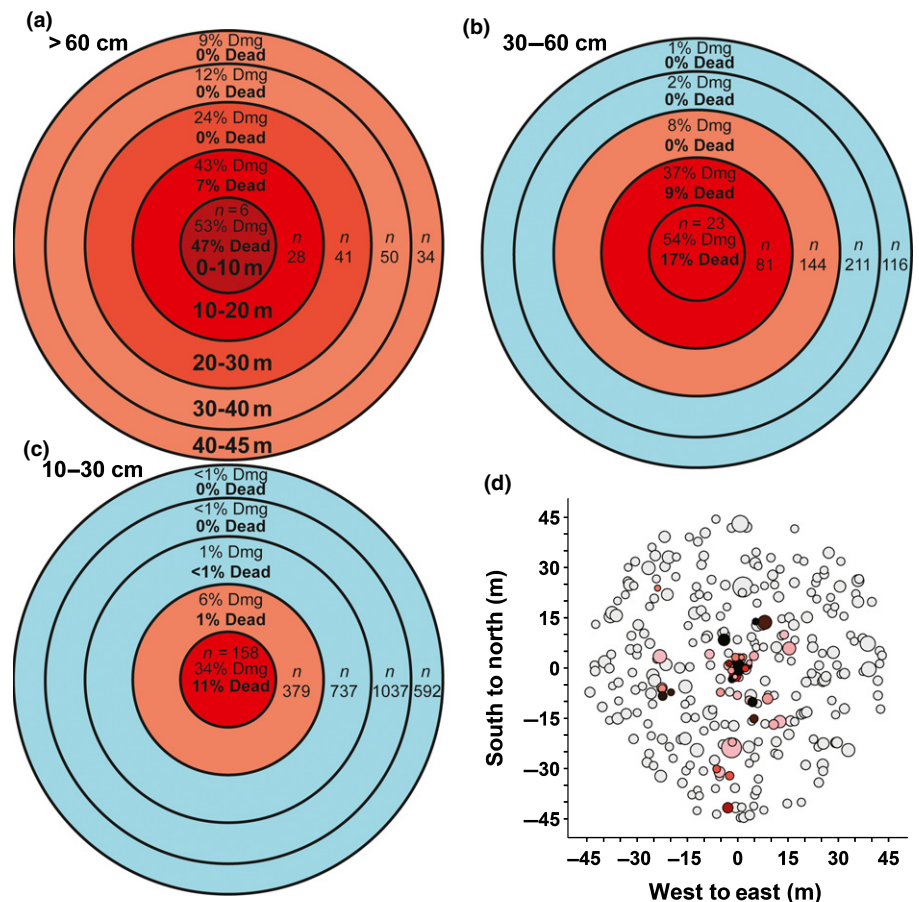 (a)
> 60 cm
9% Dmg
0% Dead
12% Dmg
0% Dead
24% Dmg
0% Dead
43% Dmg
7% Dead
n = 6
53% Dmg
47% Dead
0-10 m
n
28
n
41
n
50
n
34
10-20 m
20-30 m
30-40 m
40-45 m
(b)
30–60 cm
1% Dmg
0% Dead
2% Dmg
0% Dead
8% Dmg
0% Dead
37% Dmg
9% Dead
n = 23
54% Dmg
17% Dead
n
81
n
144
n
211
n
116
(c)
10–30 cm
<1% Dmg
0% Dead
<1% Dmg
0% Dead
1% Dmg
<1% Dead
6% Dmg
1% Dead
n = 158
34% Dmg
11% Dead
n
379
n
737
n
1037
n
592
(d)
South to north (m)
45
30
15
0
–15
–30
–45
–45 –30 –15 0 15 30 45
West to east (m)